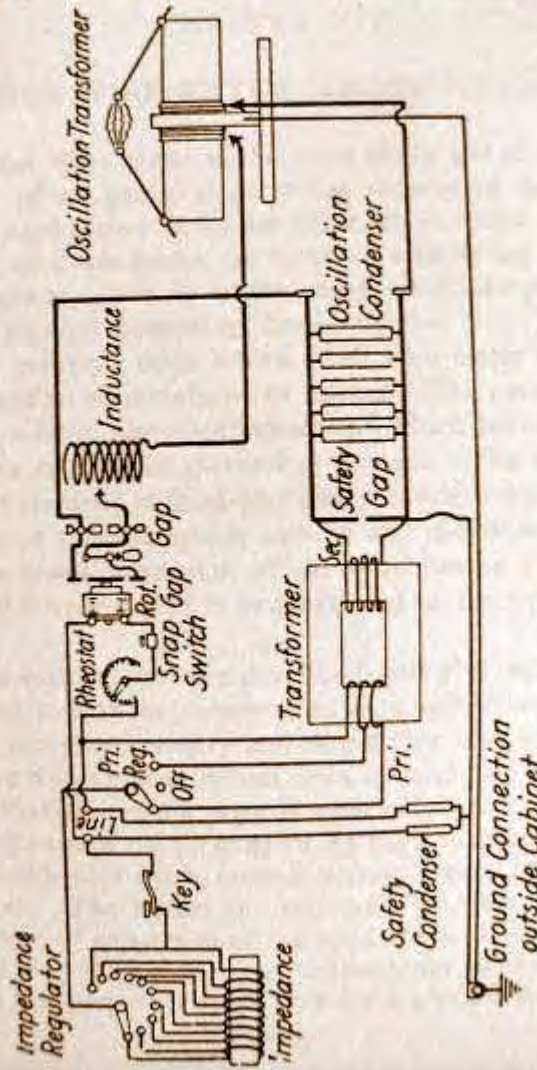 Impedance
Regulator
Impedance
Key
Line
Pri.
Reg.
Off
Rheostat
Snap
Switch
Rot.
Gap
Gap
Inductance
Oscillation Transformer
Safety
Condenser
Pri.
Transformer
Sec.
Safety
Gap
Oscillation
Condenser
Ground Connection
outside Cabinet